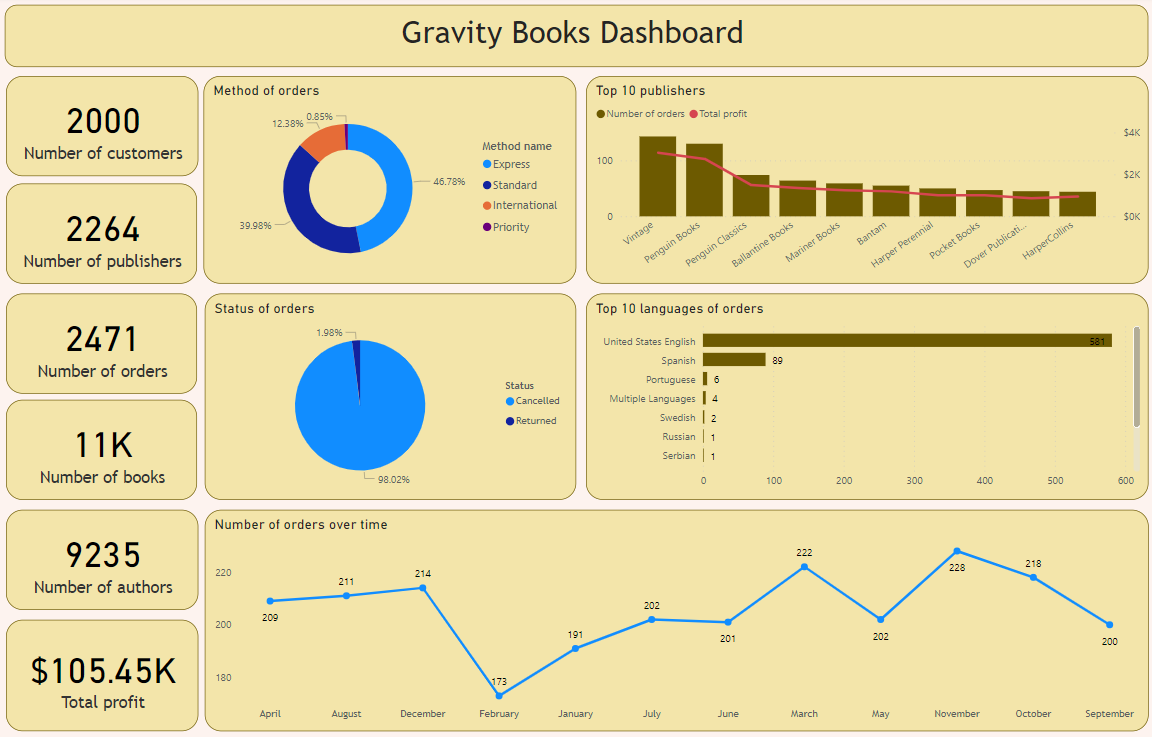 Gravity Books Dashboard
2000
Number of customers
2264
Number of publishers
2471
Number of orders
11K
Number of books
9235
Number of authors
$105.45K
Total profit
Method of orders
0.85%
12.38%
46.78%
39.98%
Method name
Express
Standard
International
Priority
Top 10 publishers
Number of orders Total profit
$4K
100
$2K
0
$0K
Vintage
Penguin Books
Penguin Classics
Ballantine Books
Mariner Books
Bantam
Harper Perennial
Pocket Books
Dover Publicati...
HarperCollins
Status of orders
1.98%
98.02%
Status
Cancelled
Returned
Top 10 languages of orders
United States English 581
Spanish 89
Portuguese 6
Multiple Languages 4
Swedish 2
Russian 1
Serbian 1
0 100 200 300 400 500 600
Number of orders over time
220
200
180
209 211 214 173 191 202 201 222 202 228 218 200
April August December February January July June March May November October September